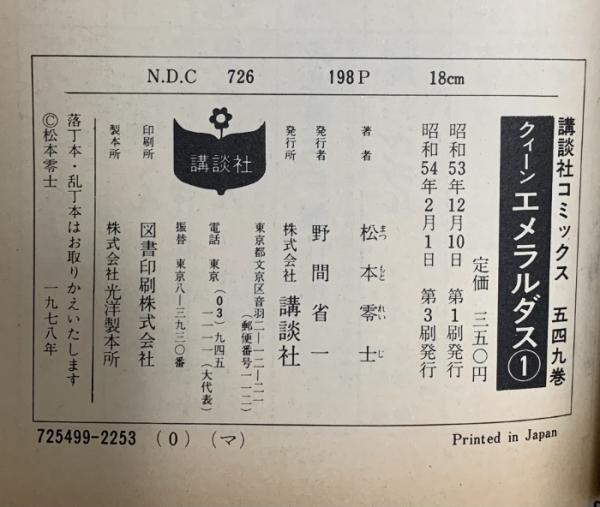 N.D.C 726 198P 18cm
講談社コミックス 五四九巻
クィーン エメラルダス①
定価 三五〇円
昭和53年12月10日 第1刷発行
昭和54年2月1日 第3刷発行
著者 松本零士
まつ もと れい じ
発行者 野間省一
発行所 株式会社 講談社
東京都文京区音羽二―一二―二一
(郵便番号一一二)
電話 東京(03)九四五
一一一一(大代表)
振替 東京八―三九三〇番
講談社
印刷所 図書印刷株式会社
製本所 株式会社 光洋製本所
落丁本・乱丁本はお取りかえいたします
©松本零士 一九七八年
725499-2253 (0) (マ)
Printed in Japan